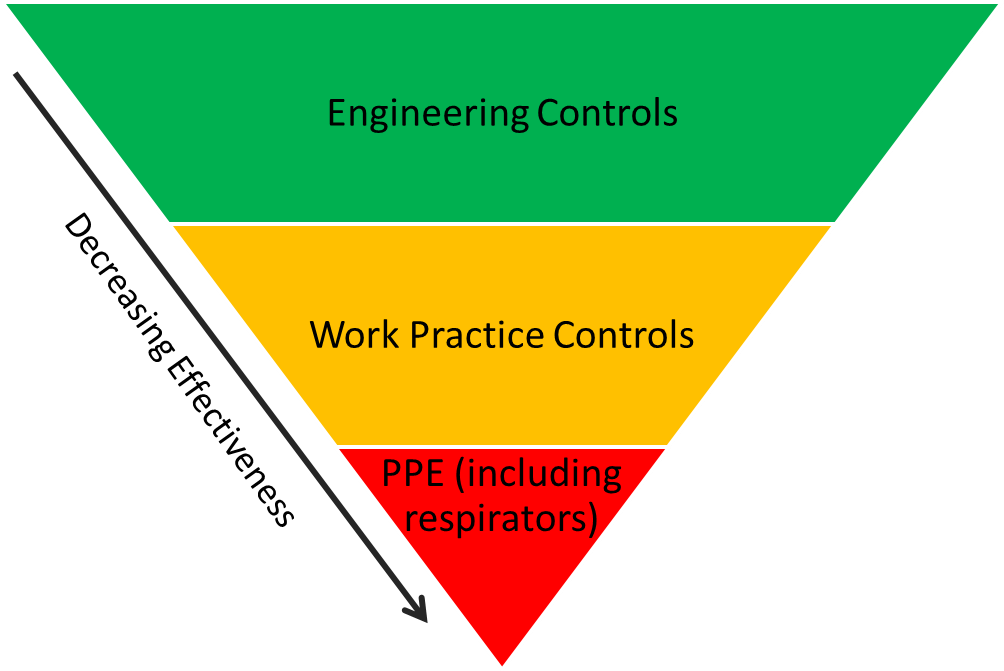 Engineering Controls
Decreasing Effectiveness
Work Practice Controls
PPE (including
respirators)